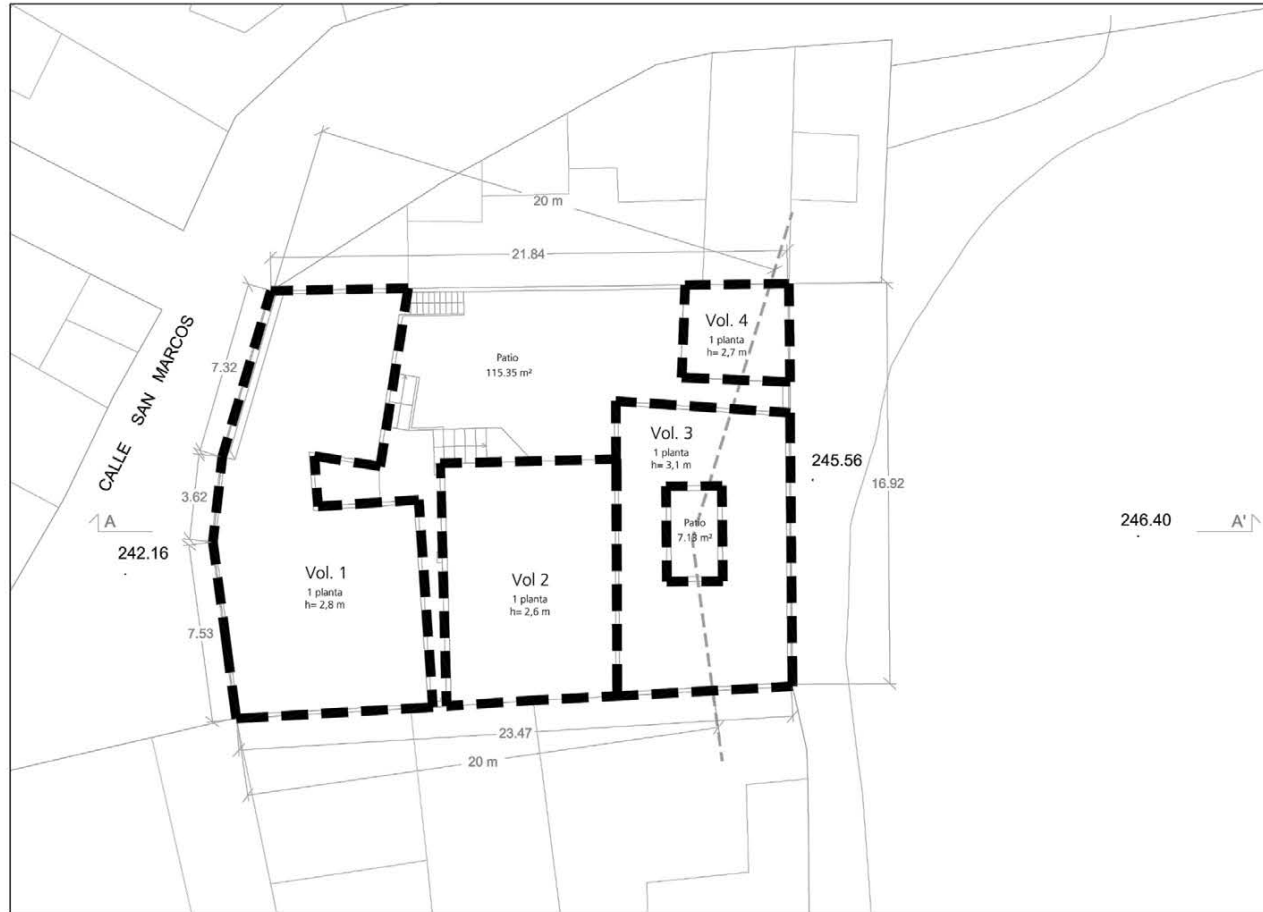 20 m
21.84
Vol. 4
1 planta
h= 2,7 m
Patio
115.35 m²
7.32
CALLE SAN MARCOS
Vol. 3
1 planta
h= 3,1 m
245.56
16.92
3.62
A
242.16
Patio
7.13 m²
246.40
A'
Vol. 1
1 planta
h= 2,8 m
Vol 2
1 planta
h= 2,6 m
7.53
23.47
20 m